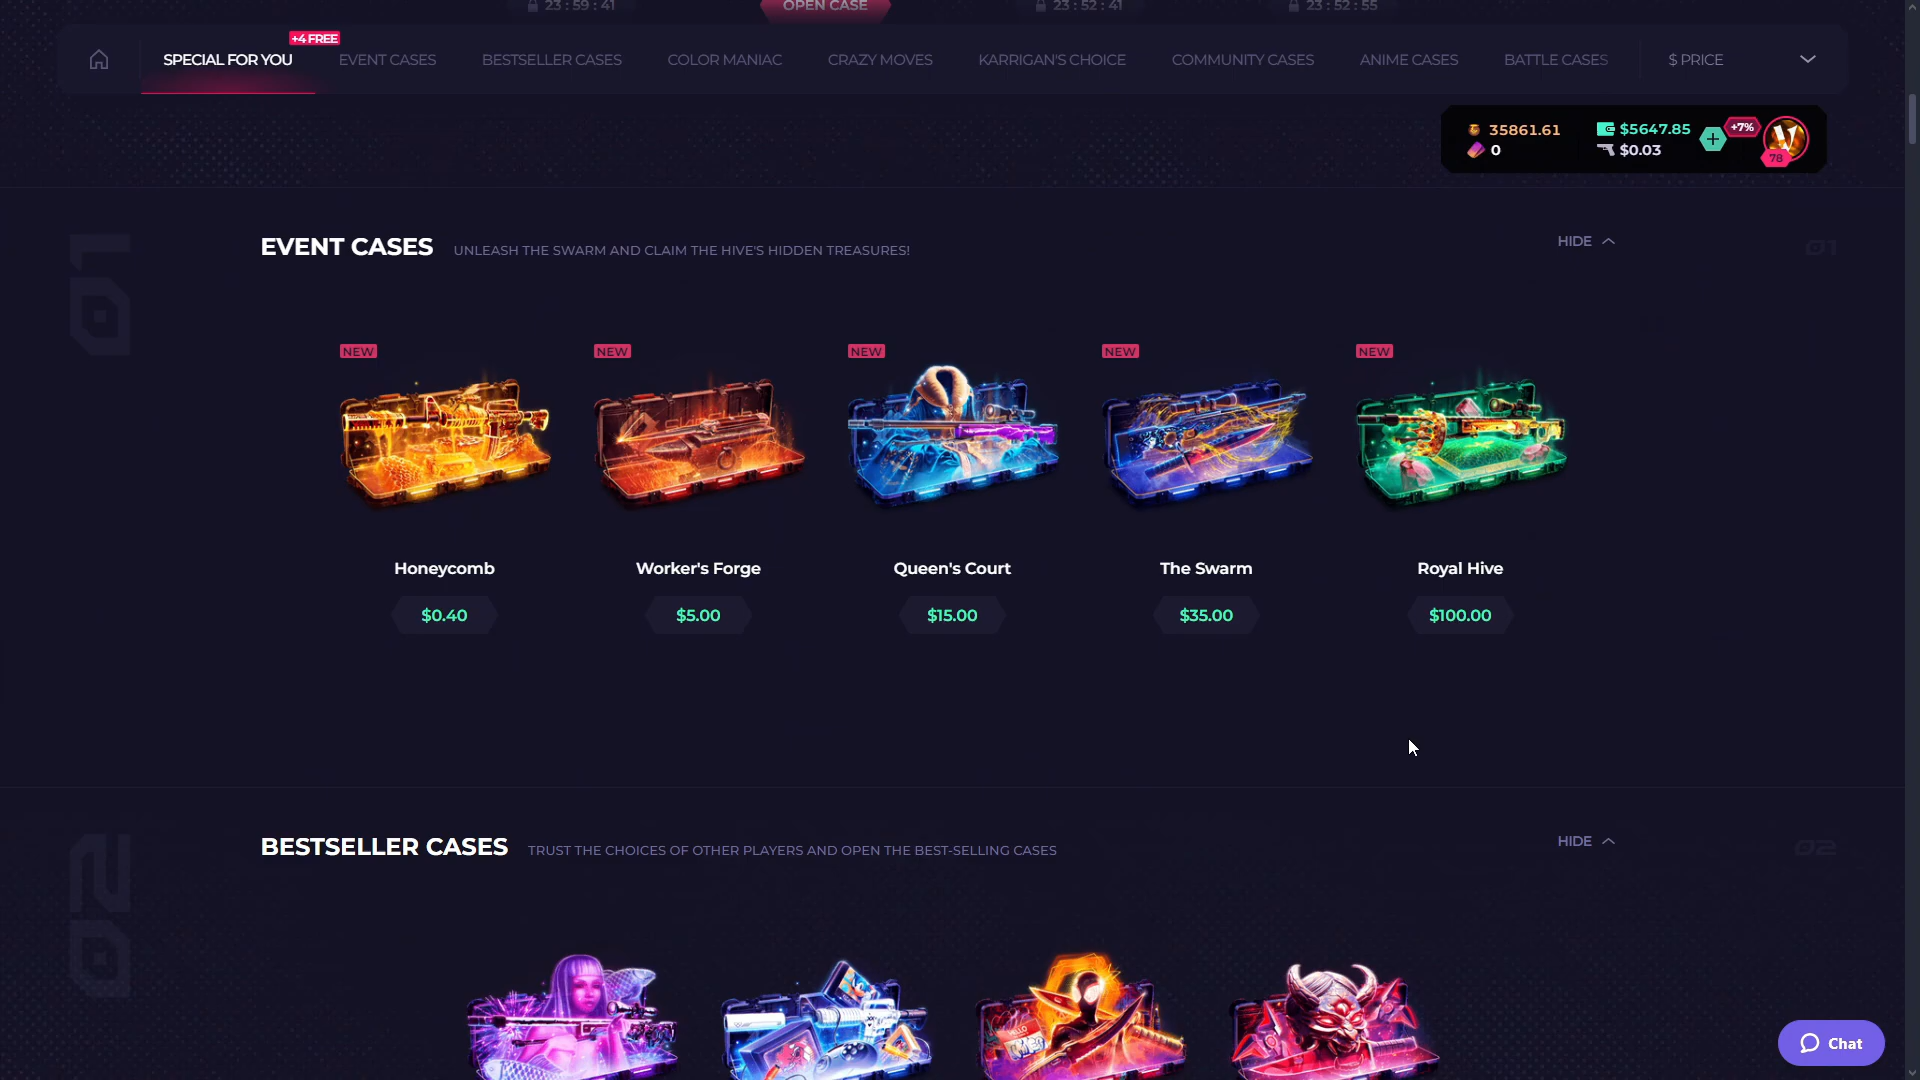 23 : 59 : 41
OPEN CASE
23 : 52 : 41
23 : 52 : 55
+4 FREE
SPECIAL FOR YOU
EVENT CASES
BESTSELLER CASES
COLOR MANIAC
CRAZY MOVES
KARRIGAN'S CHOICE
COMMUNITY CASES
ANIME CASES
BATTLE CASES
$ PRICE
35861.61
$5647.85
+7%
0
$0.03
78
01
EVENT CASES
UNLEASH THE SWARM AND CLAIM THE HIVE'S HIDDEN TREASURES!
HIDE
01
NEW
NEW
NEW
NEW
NEW
Honeycomb
Worker's Forge
Queen's Court
The Swarm
Royal Hive
$0.40
$5.00
$15.00
$35.00
$100.00
02
BESTSELLER CASES
TRUST THE CHOICES OF OTHER PLAYERS AND OPEN THE BEST-SELLING CASES
HIDE
02
HELLO
Chat